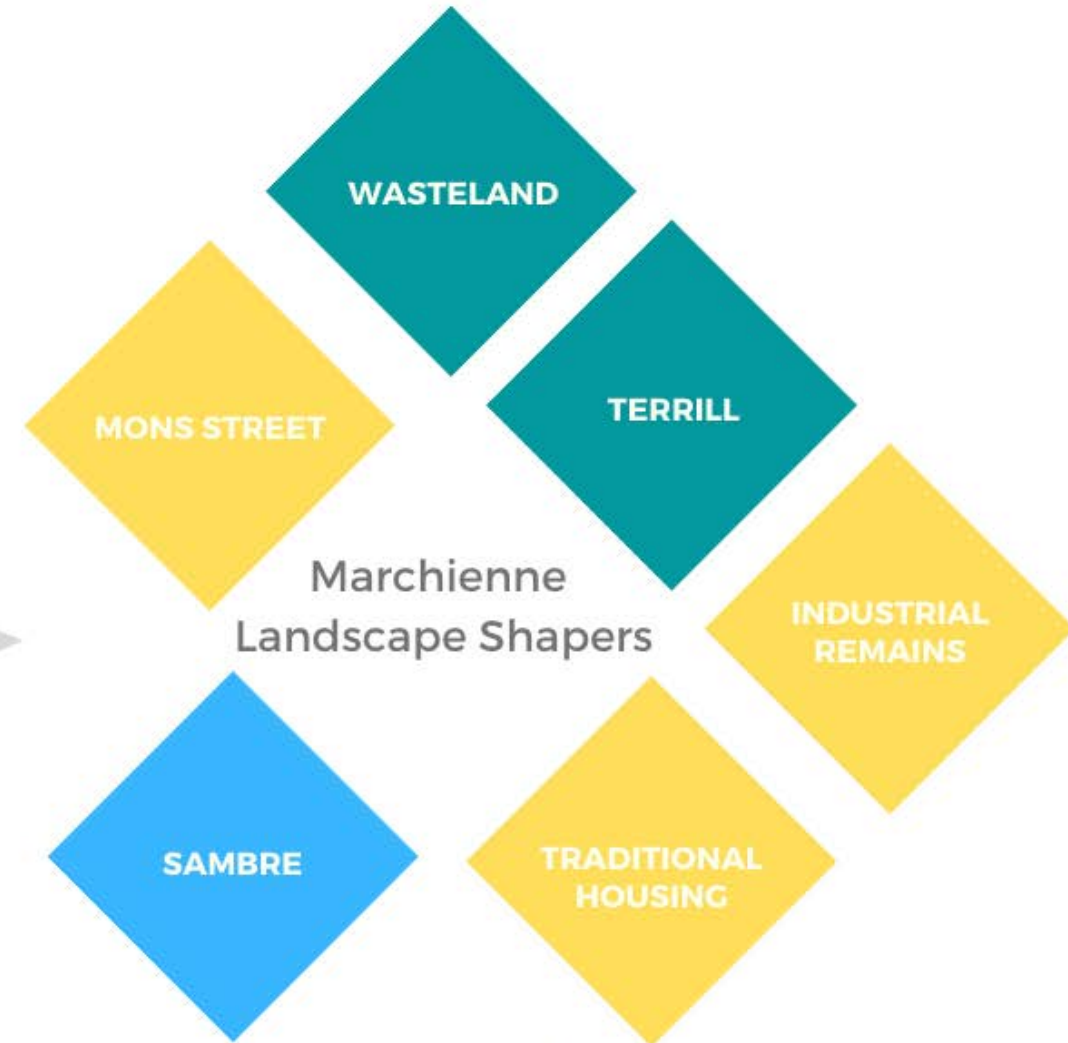 WASTELAND
TERRILL
MONS STREET
Marchienne
Landscape Shapers
INDUSTRIAL
REMAINS
SAMBRE
TRADITIONAL
HOUSING